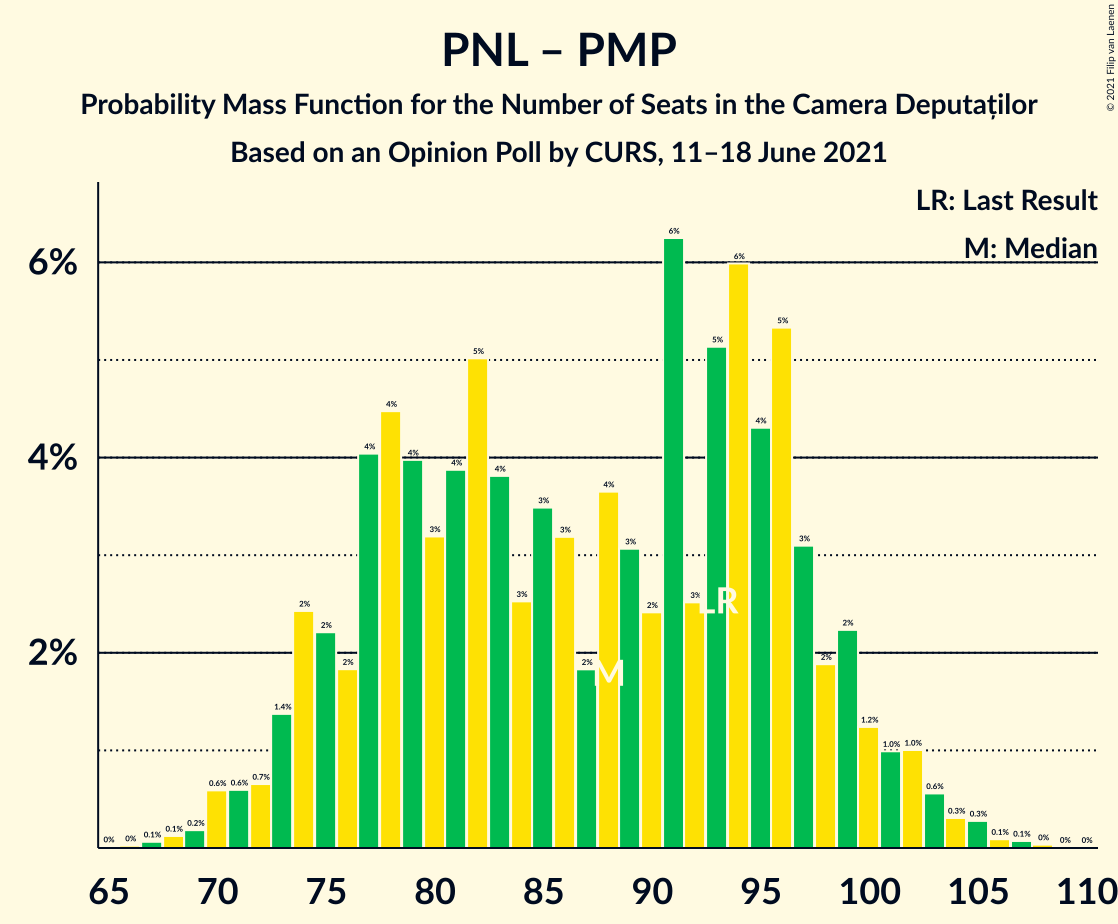 PNL – PMP
Probability Mass Function for the Number of Seats in the Camera Deputaților
Based on an Opinion Poll by CURS, 11–18 June 2021
© 2021 Filip van Laenen
LR: Last Result
M: Median
6%
4%
2%
0% 0% 0.1% 0.1% 0.2% 0.6% 0.6% 0.7% 1.4% 2% 2% 2% 4% 4% 4% 3% 4% 5% 4% 3% 3% 3% 2% 4% 3% 2% 6% 3% 5% 6% 4% 5% 3% 2% 2% 1.2% 1.0% 1.0% 0.6% 0.3% 0.3% 0.1% 0.1% 0% 0% 0%
LR
M
65 70 75 80 85 90 95 100 105 110